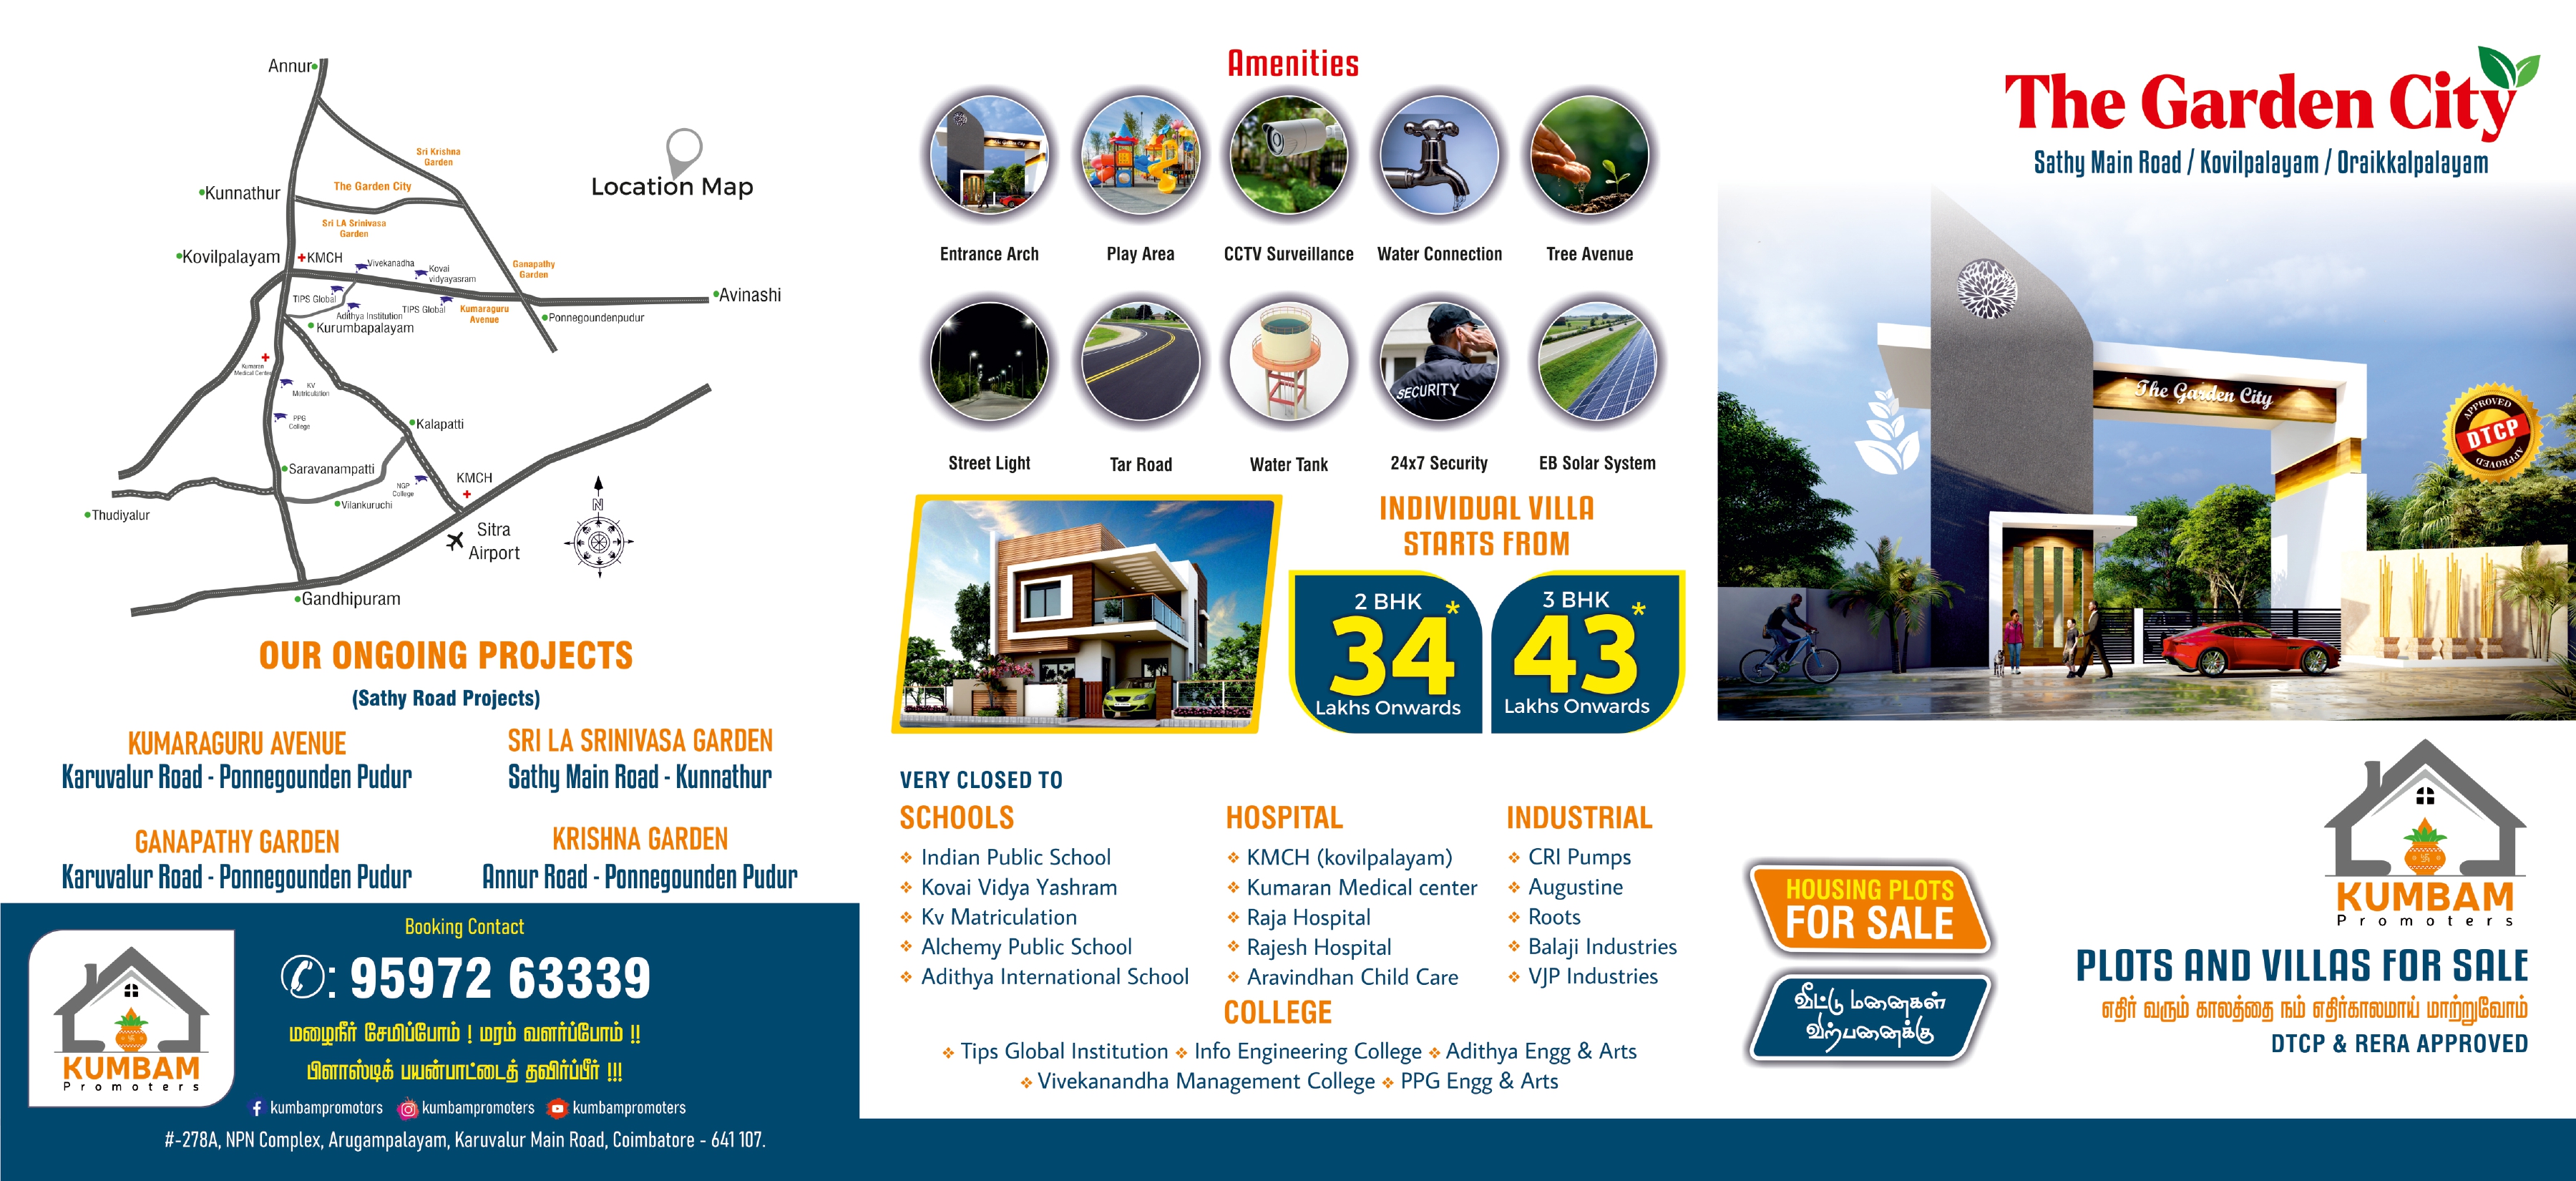 Annur
Sri Krishna
Garden
Kunnathur
The Garden City
Location Map
Sri LA Srinivasa
Garden
Kovilpalayam
KMCH
Vivekanadha
Kovai
vidyayasram
Ganapathy
Garden
TIPS Global
Adithya Institution
TIPS Global
Kumaraguru
Avenue
Avinashi
Ponnegoundenpudur
Kurumbapalayam
Kumaran
Medical Center
KV
Matriculation
PPG
College
Kalapatti
Saravanampatti
NGP
College
KMCH
Vilankuruchi
Thudiyalur
Sitra
Airport
N
Gandhipuram
OUR ONGOING PROJECTS
(Sathy Road Projects)
KUMARAGURU AVENUE
Karuvalur Road - Ponnegounden Pudur
SRI LA SRINIVASA GARDEN
Sathy Main Road - Kunnathur
GANAPATHY GARDEN
Karuvalur Road - Ponnegounden Pudur
KRISHNA GARDEN
Annur Road - Ponnegounden Pudur
KUMBAM
Promoters
Booking Contact
: 95972 63339
மழைநீர் சேமிப்போம் ! மரம் வளர்ப்போம் !!
பிளாஸ்டிக் பயன்பாட்டைத் தவிர்ப்பீர் !!!
kumbampromotors kumbampromoters kumbampromoters
#-278A, NPN Complex, Arugampalayam, Karuvalur Main Road, Coimbatore - 641 107.
Amenities
Entrance Arch
Play Area
CCTV Surveillance
Water Connection
Tree Avenue
SECURITY
Street Light
Tar Road
Water Tank
24x7 Security
EB Solar System
INDIVIDUAL VILLA
STARTS FROM
2 BHK
34*
Lakhs Onwards
3 BHK
43*
Lakhs Onwards
VERY CLOSED TO
SCHOOLS
Indian Public School
Kovai Vidya Yashram
Kv Matriculation
Alchemy Public School
Adithya International School
HOSPITAL
KMCH (kovilpalayam)
Kumaran Medical center
Raja Hospital
Rajesh Hospital
Aravindhan Child Care
INDUSTRIAL
CRI Pumps
Augustine
Roots
Balaji Industries
VJP Industries
COLLEGE
Tips Global Institution Info Engineering College Adithya Engg & Arts
Vivekanandha Management College PPG Engg & Arts
The Garden City
Sathy Main Road / Kovilpalayam / Oraikkalpalayam
The Garden City
APPROVED
DTCP
APPROVED
HOUSING PLOTS
FOR SALE
வீட்டு மனைகள்
விற்பனைக்கு
KUMBAM
Promoters
PLOTS AND VILLAS FOR SALE
எதிர் வரும் காலத்தை நம் எதிர்காலமாய் மாற்றுவோம்
DTCP & RERA APPROVED